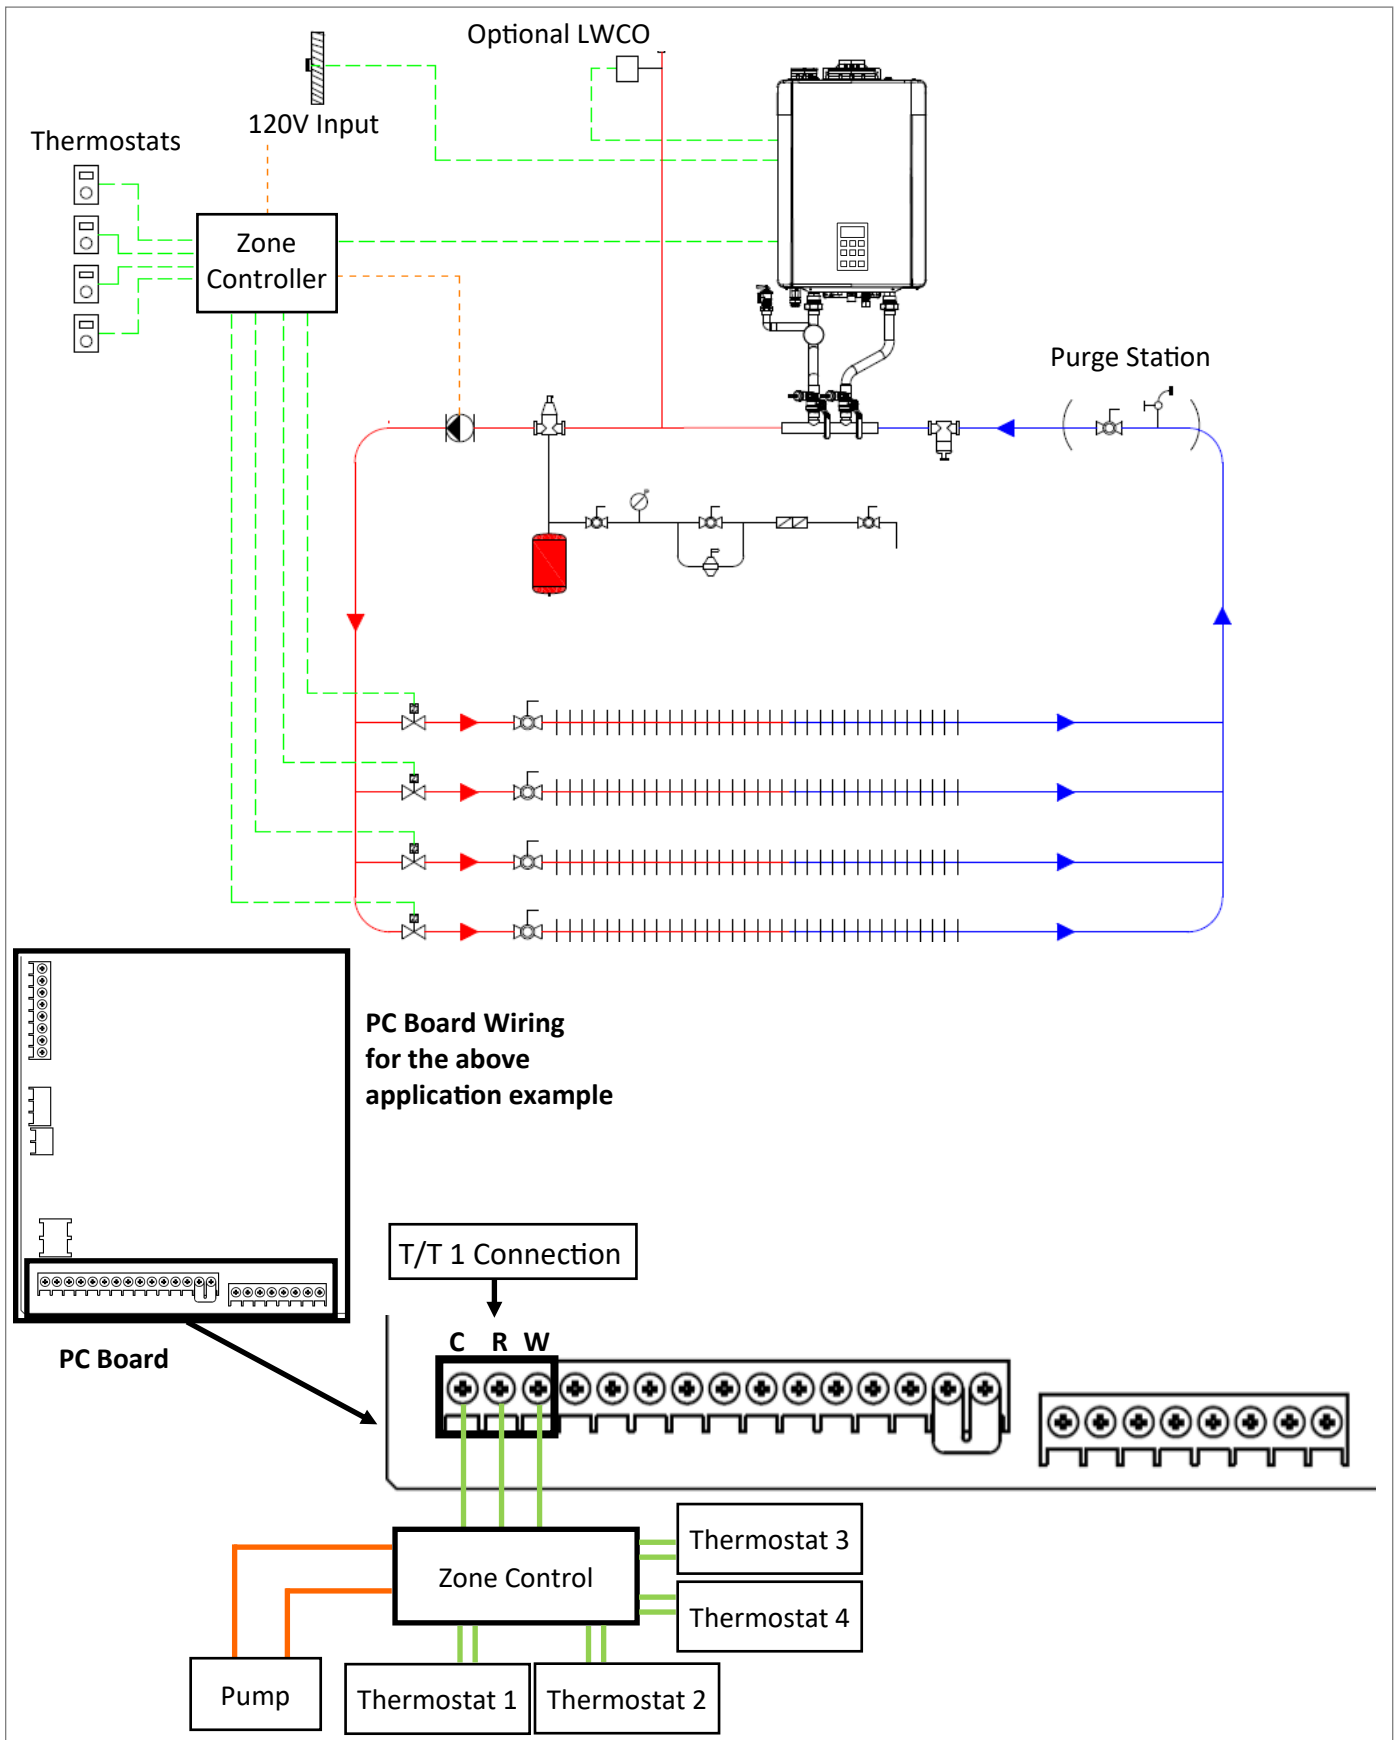 Optional LWCO
120V Input
Thermostats
Zone
Controller
Purge Station
PC Board Wiring
for the above
application example
T/T 1 Connection
C R W
PC Board
Thermostat 3
Zone Control
Thermostat 4
Pump
Thermostat 1
Thermostat 2